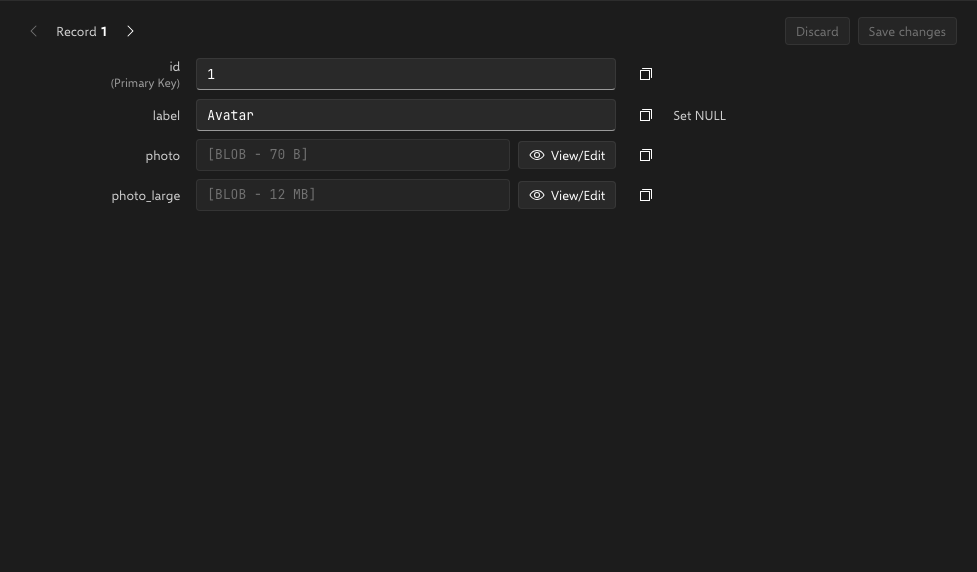 Record 1
Discard
Save changes
id
(Primary Key)
1
label
Avatar
Set NULL
photo
[BLOB - 70 B]
View/Edit
photo_large
[BLOB - 12 MB]
View/Edit